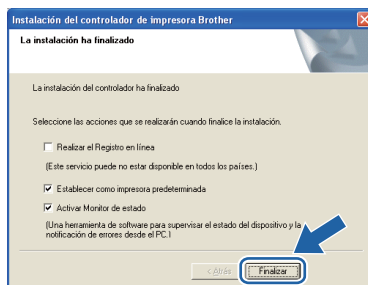 Instalación del controlador de impresora Brother
La instalación ha finalizado
La instalación del controlador ha finalizado
Seleccione las acciones que se realizarán cuando finalice la instalación.
Realizar el Registro en línea
(Este servicio puede no estar disponible en todos los países.)
Establecer como impresora predeterminada
Activar Monitor de estado
(Una herramienta de software para supervisar el estado del dispositivo y la
notificación de errores desde el PC.)
< Atrás
Finalizar